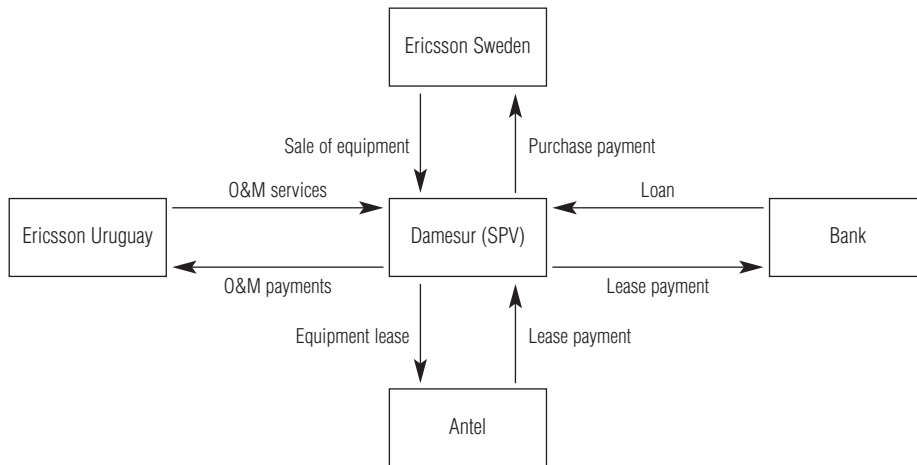 Ericsson Sweden
Sale of equipment
Purchase payment
O&M services
Loan
Ericsson Uruguay
Damesur (SPV)
Bank
O&M payments
Lease payment
Equipment lease
Lease payment
Antel